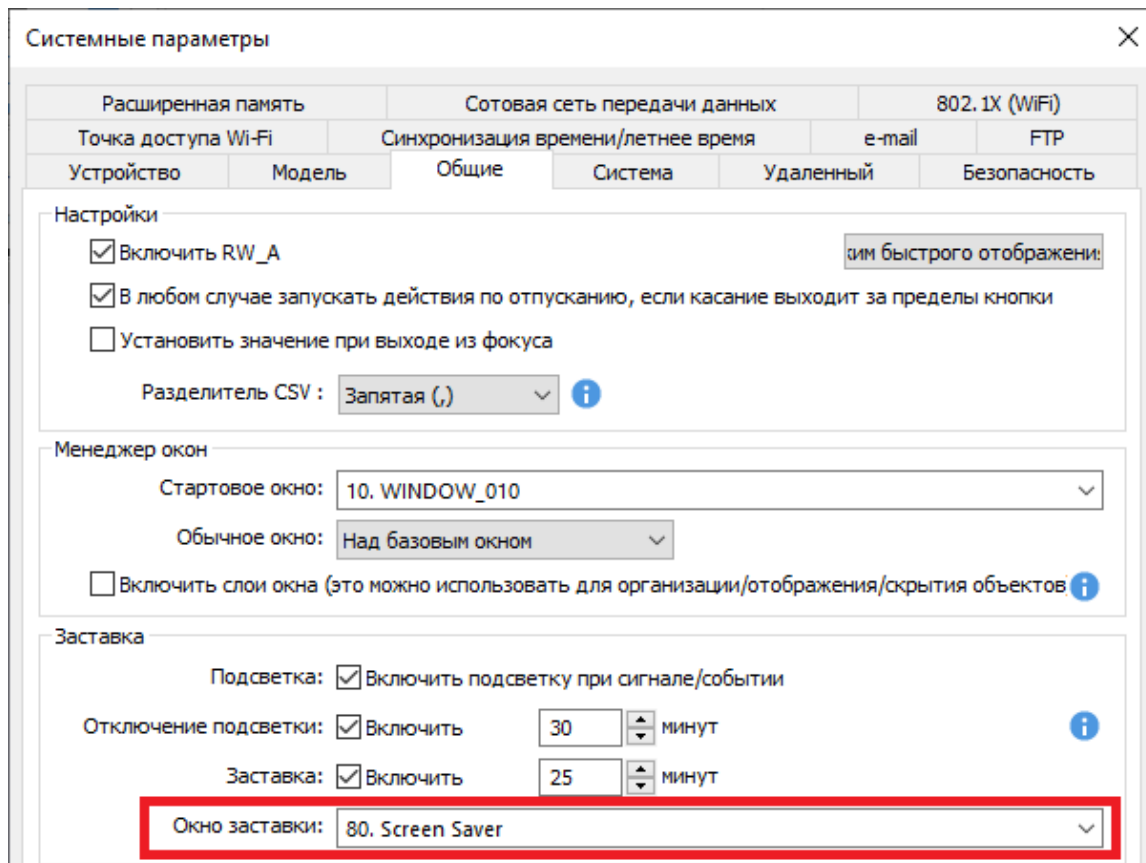 Системные параметры
Расширенная память Сотовая сеть передачи данных 802.1X (WiFi)
Точка доступа Wi-Fi Синхронизация времени/летнее время e-mail FTP
Устройство Модель Общие Система Удаленный Безопасность
Настройки
Включить RW_A
ким быстрого отображени
В любом случае запускать действия по отпусканию, если касание выходит за пределы кнопки
Установить значение при выходе из фокуса
Разделитель CSV : Запятая (,)
Менеджер окон
Стартовое окно: 10. WINDOW_010
Обычное окно: Над базовым окном
Включить слои окна (это можно использовать для организации/отображения/скрытия объектов)
Заставка
Подсветка: Включить подсветку при сигнале/событии
Отключение подсветки: Включить 30 минут
Заставка: Включить 25 минут
Окно заставки: 80. Screen Saver